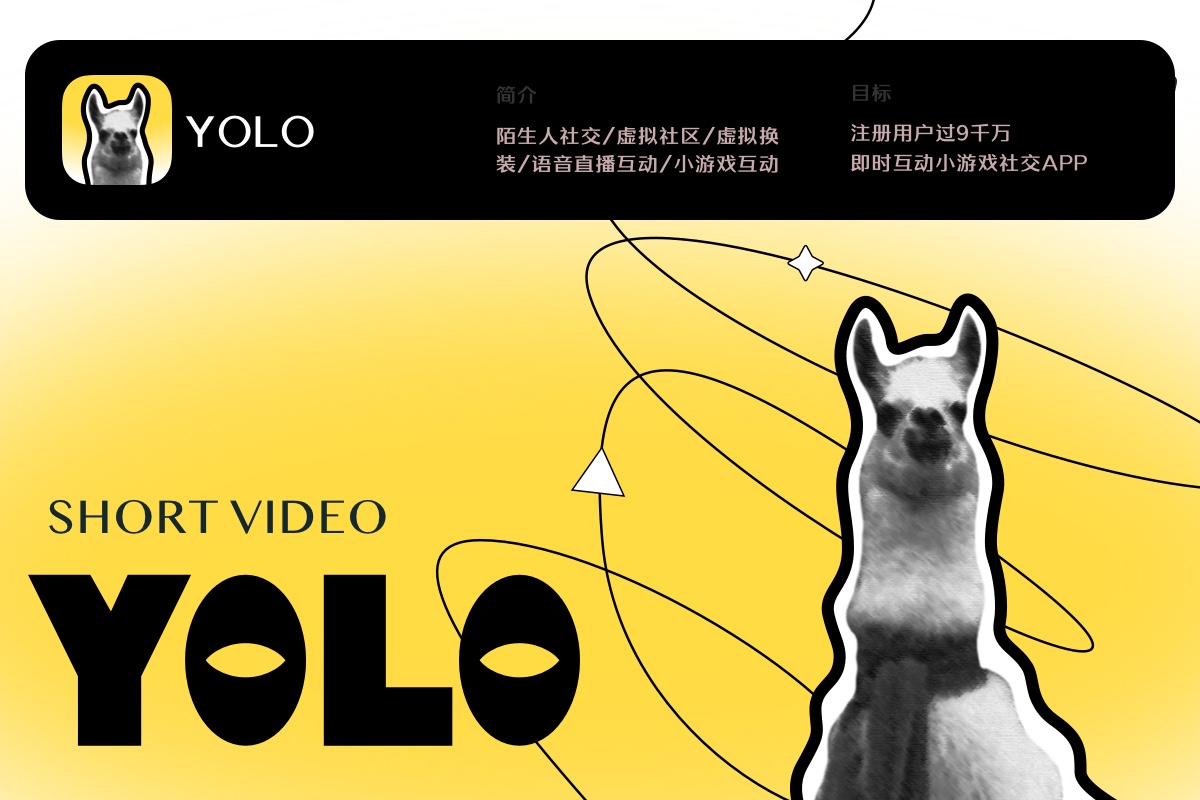 YOLO
简介
陌生人社交/虚拟社区/虚拟换
装/语音直播互动/小游戏互动
目标
注册用户过9千万
即时互动小游戏社交APP
SHORT VIDEO
YOLO